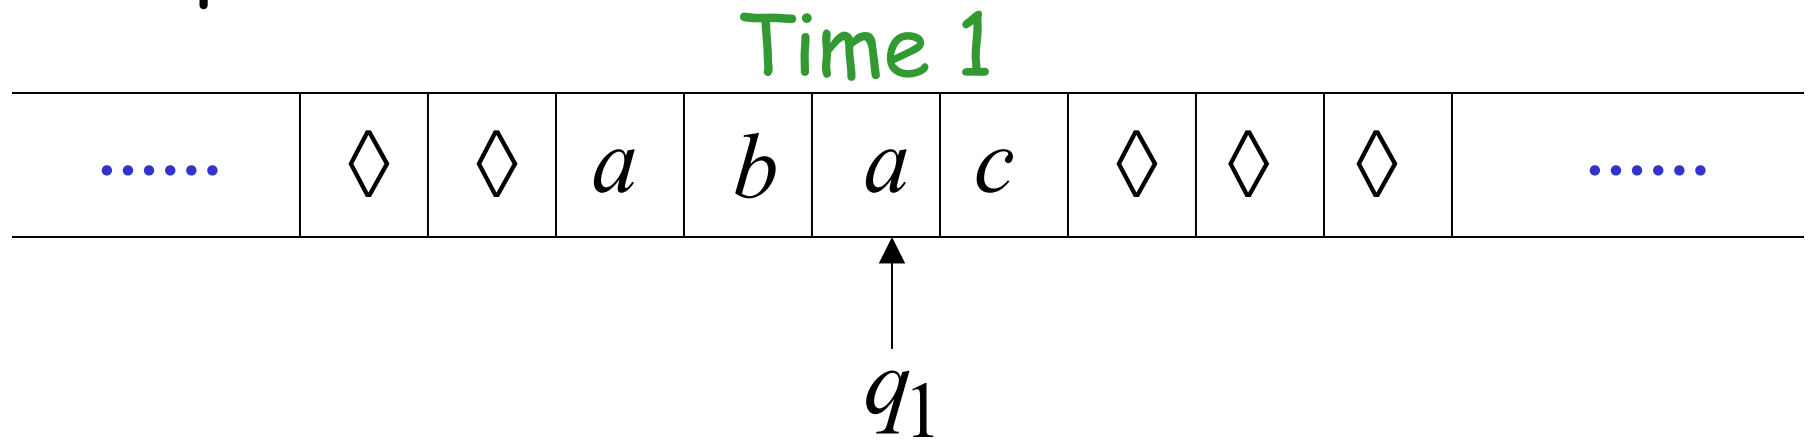 Time 1
...... ◊ ◊ a b a c ◊ ◊ ◊ ......
q₁